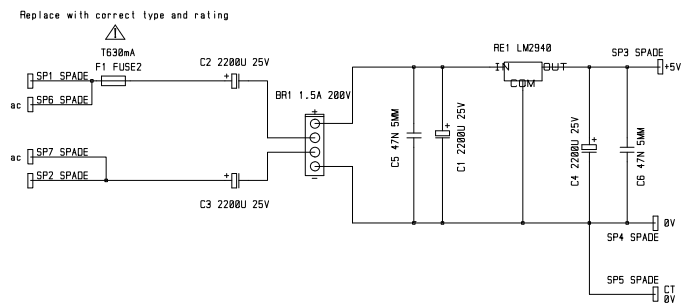 Replace with correct type and rating
!
T630mA
F1 FUSE2
SP1 SPADE
ac
SP6 SPADE
C2 2200U 25V
+
ac
SP7 SPADE
SP2 SPADE
+
C3 2200U 25V
BR1 1.5A 200V
+
-
C5 47N 5MM
+
C1 2200U 25V
RE1 LM2940
IN
OUT
COM
+
C4 2200U 25V
C6 47N 5MM
SP3 SPADE
+5V
0V
SP4 SPADE
SP5 SPADE
CT
0V